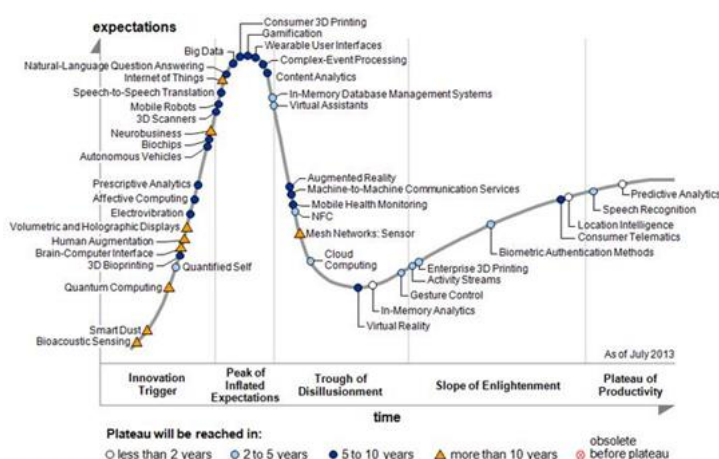 expectations
Consumer 3D Printing
Gamification
Wearable User Interfaces
Big Data
Complex-Event Processing
Natural-Language Question Answering
Content Analytics
Internet of Things
Speech-to-Speech Translation
In-Memory Database Management Systems
Mobile Robots
Virtual Assistants
3D Scanners
Neurobusiness
Biochips
Autonomous Vehicles
Augmented Reality
Prescriptive Analytics
Machine-to-Machine Communication Services
Predictive Analytics
Affective Computing
Mobile Health Monitoring
Speech Recognition
Electrovibration
NFC
Location Intelligence
Volumetric and Holographic Displays
Mesh Networks: Sensor
Consumer Telematics
Human Augmentation
Biometric Authentication Methods
Brain-Computer Interface
Cloud
Computing
3D Bioprinting
Quantified Self
Enterprise 3D Printing
Activity Streams
Quantum Computing
Gesture Control
In-Memory Analytics
Virtual Reality
Smart Dust
Bioacoustic Sensing
As of July 2013
Innovation
Trigger
Peak of
Inflated
Expectations
Trough of
Disillusionment
Slope of Enlightenment
Plateau of
Productivity
time
Plateau will be reached in:
less than 2 years
2 to 5 years
5 to 10 years
more than 10 years
obsolete
before plateau